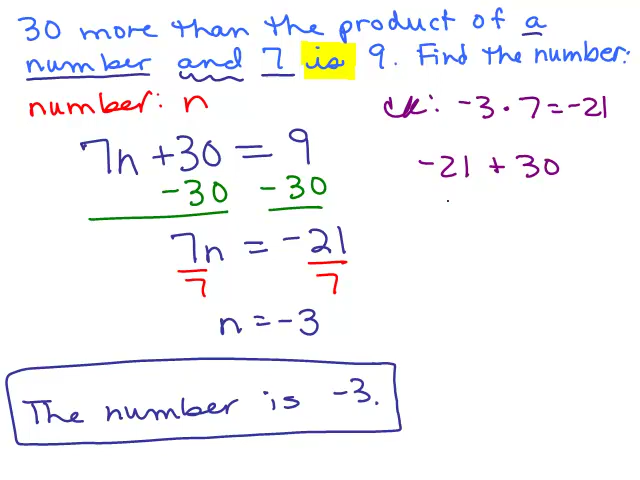 30 more than the product of a
number and 7 is 9. Find the number:
number: n
7n + 30 = 9
-30 -30
7n = -21
7 7
n = -3
The number is -3.
ck: -3 · 7 = -21
-21 + 30